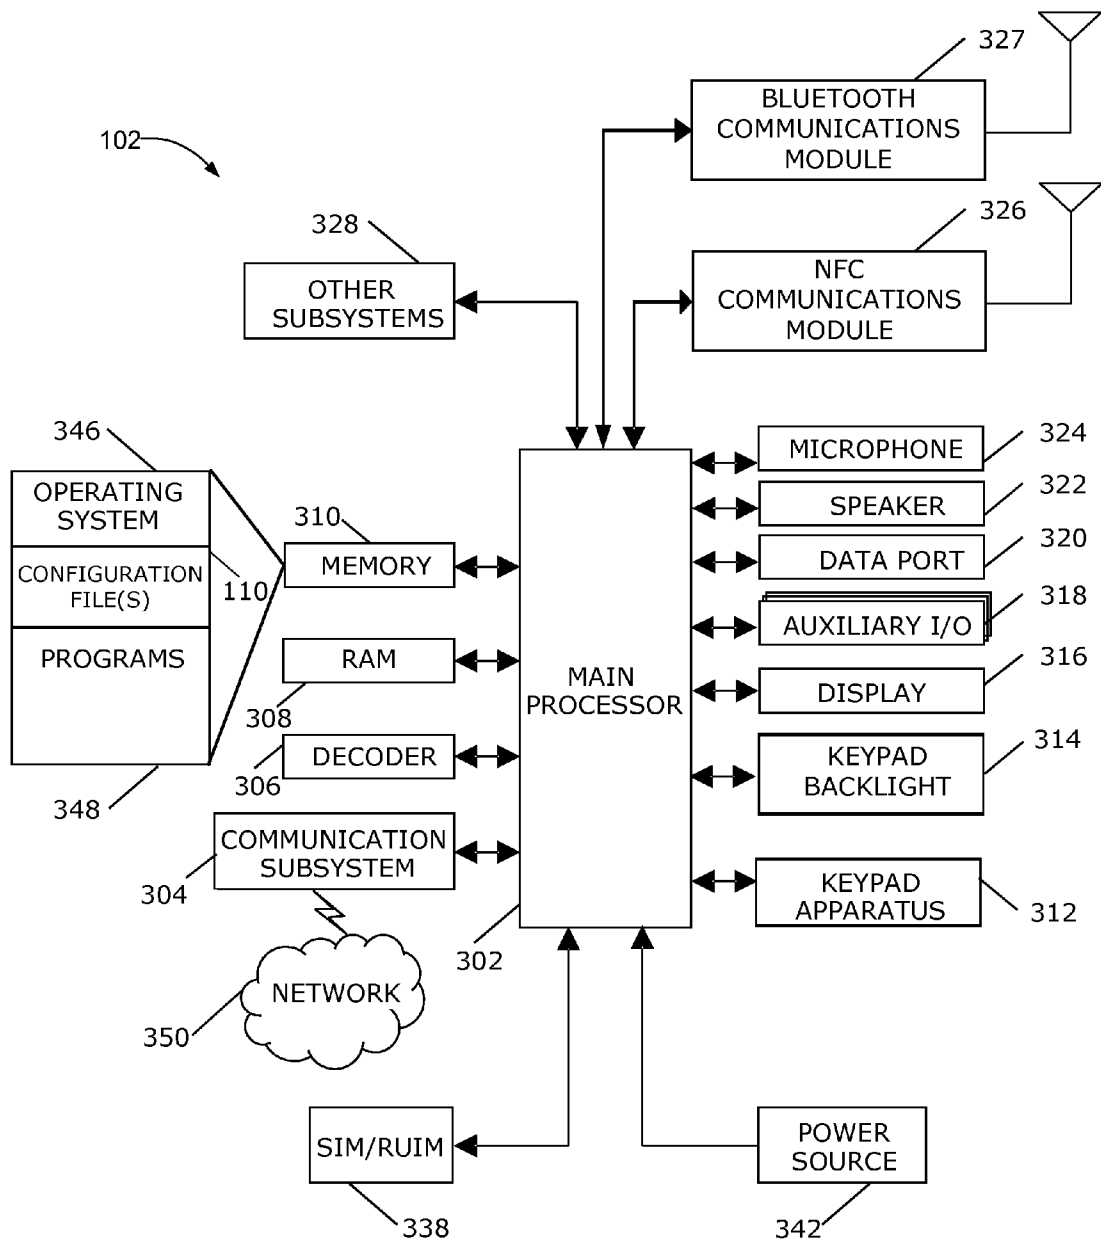 327
BLUETOOTH
COMMUNICATIONS
MODULE
102
328
326
OTHER
SUBSYSTEMS
NFC
COMMUNICATIONS
MODULE
346
OPERATING
SYSTEM
CONFIGURATION
FILE(S)
110
PROGRAMS
348
310
MEMORY
RAM
308
DECODER
306
COMMUNICATION
SUBSYSTEM
304
NETWORK
350
MAIN
PROCESSOR
302
MICROPHONE
324
SPEAKER
322
DATA PORT
320
AUXILIARY I/O
318
DISPLAY
316
KEYPAD
BACKLIGHT
314
KEYPAD
APPARATUS
312
SIM/RUIM
338
POWER
SOURCE
342